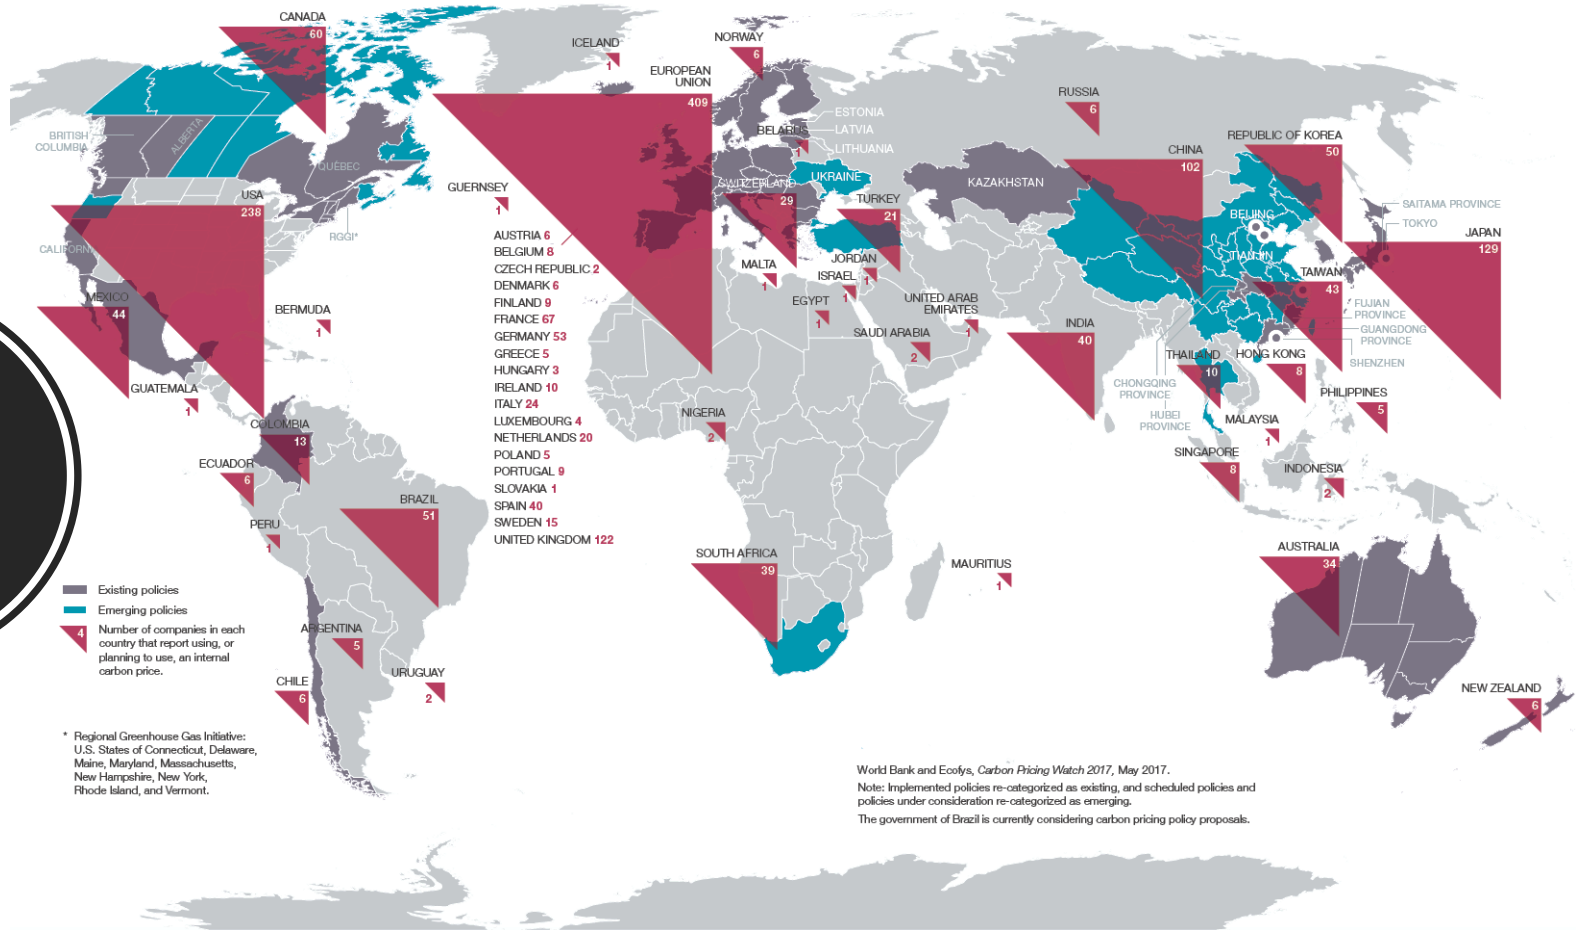 CANADA
60
ICELAND
1
NORWAY
6
EUROPEAN
UNION
409
ESTONIA
LATVIA
LITHUANIA
BELARUS
1
RUSSIA
6
REPUBLIC OF KOREA
50
CHINA
102
BRITISH
COLUMBIA
ALBERTA
QUÉBEC
USA
238
RGGI*
CALIFORN
GUERNSEY
1
SWITZERLAND
29
UKRAINE
TURKEY
21
KAZAKHSTAN
BEIJING
TIANJIN
SAITAMA PROVINCE
TOKYO
JAPAN
129
AUSTRIA 6
BELGIUM 8
CZECH REPUBLIC 2
DENMARK 6
FINLAND 9
FRANCE 67
GERMANY 53
GREECE 5
HUNGARY 3
IRELAND 10
ITALY 24
LUXEMBOURG 4
NETHERLANDS 20
POLAND 5
PORTUGAL 9
SLOVAKIA 1
SPAIN 40
SWEDEN 15
UNITED KINGDOM 122
MALTA
1
JORDAN
1
ISRAEL
1
EGYPT
1
UNITED ARAB
EMIRATES
1
SAUDI ARABIA
2
INDIA
40
TAIWAN
43
FUJIAN
PROVINCE
GUANGDONG
PROVINCE
SHENZHEN
THAILAND
10
HONG KONG
8
CHONGQING
PROVINCE
HUBEI
PROVINCE
PHILIPPINES
5
MALAYSIA
1
SINGAPORE
8
INDONESIA
2
MEXICO
44
BERMUDA
1
GUATEMALA
1
COLOMBIA
13
ECUADOR
6
PERU
1
BRAZIL
51
NIGERIA
2
SOUTH AFRICA
39
MAURITIUS
1
AUSTRALIA
34
NEW ZEALAND
6
ARGENTINA
5
URUGUAY
2
CHILE
6
Existing policies
Emerging policies
4
Number of companies in each
country that report using, or
planning to use, an internal
carbon price.
* Regional Greenhouse Gas Initiative:
U.S. States of Connecticut, Delaware,
Maine, Maryland, Massachusetts,
New Hampshire, New York,
Rhode Island, and Vermont.
World Bank and Ecofys, Carbon Pricing Watch 2017, May 2017.
Note: Implemented policies re-categorized as existing, and scheduled policies and
policies under consideration re-categorized as emerging.
The government of Brazil is currently considering carbon pricing policy proposals.